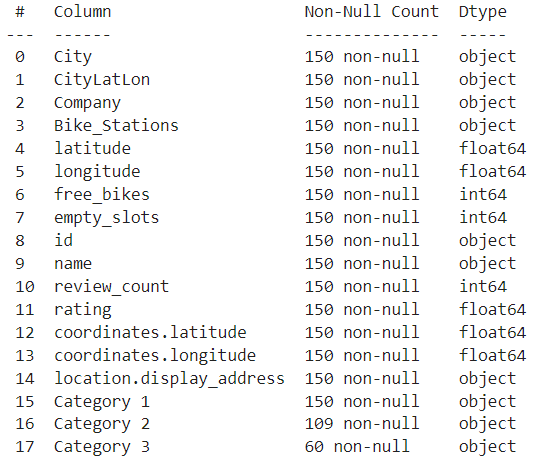 #   Column                    Non-Null Count  Dtype
---  ------                    --------------  -----
0   City                      150 non-null    object
1   CityLatLon                150 non-null    object
2   Company                   150 non-null    object
3   Bike_Stations             150 non-null    object
4   latitude                  150 non-null    float64
5   longitude                 150 non-null    float64
6   free_bikes                150 non-null    int64
7   empty_slots               150 non-null    int64
8   id                        150 non-null    object
9   name                      150 non-null    object
10  review_count              150 non-null    int64
11  rating                    150 non-null    float64
12  coordinates.latitude      150 non-null    float64
13  coordinates.longitude     150 non-null    float64
14  location.display_address  150 non-null    object
15  Category 1                150 non-null    object
16  Category 2                109 non-null    object
17  Category 3                60 non-null     object